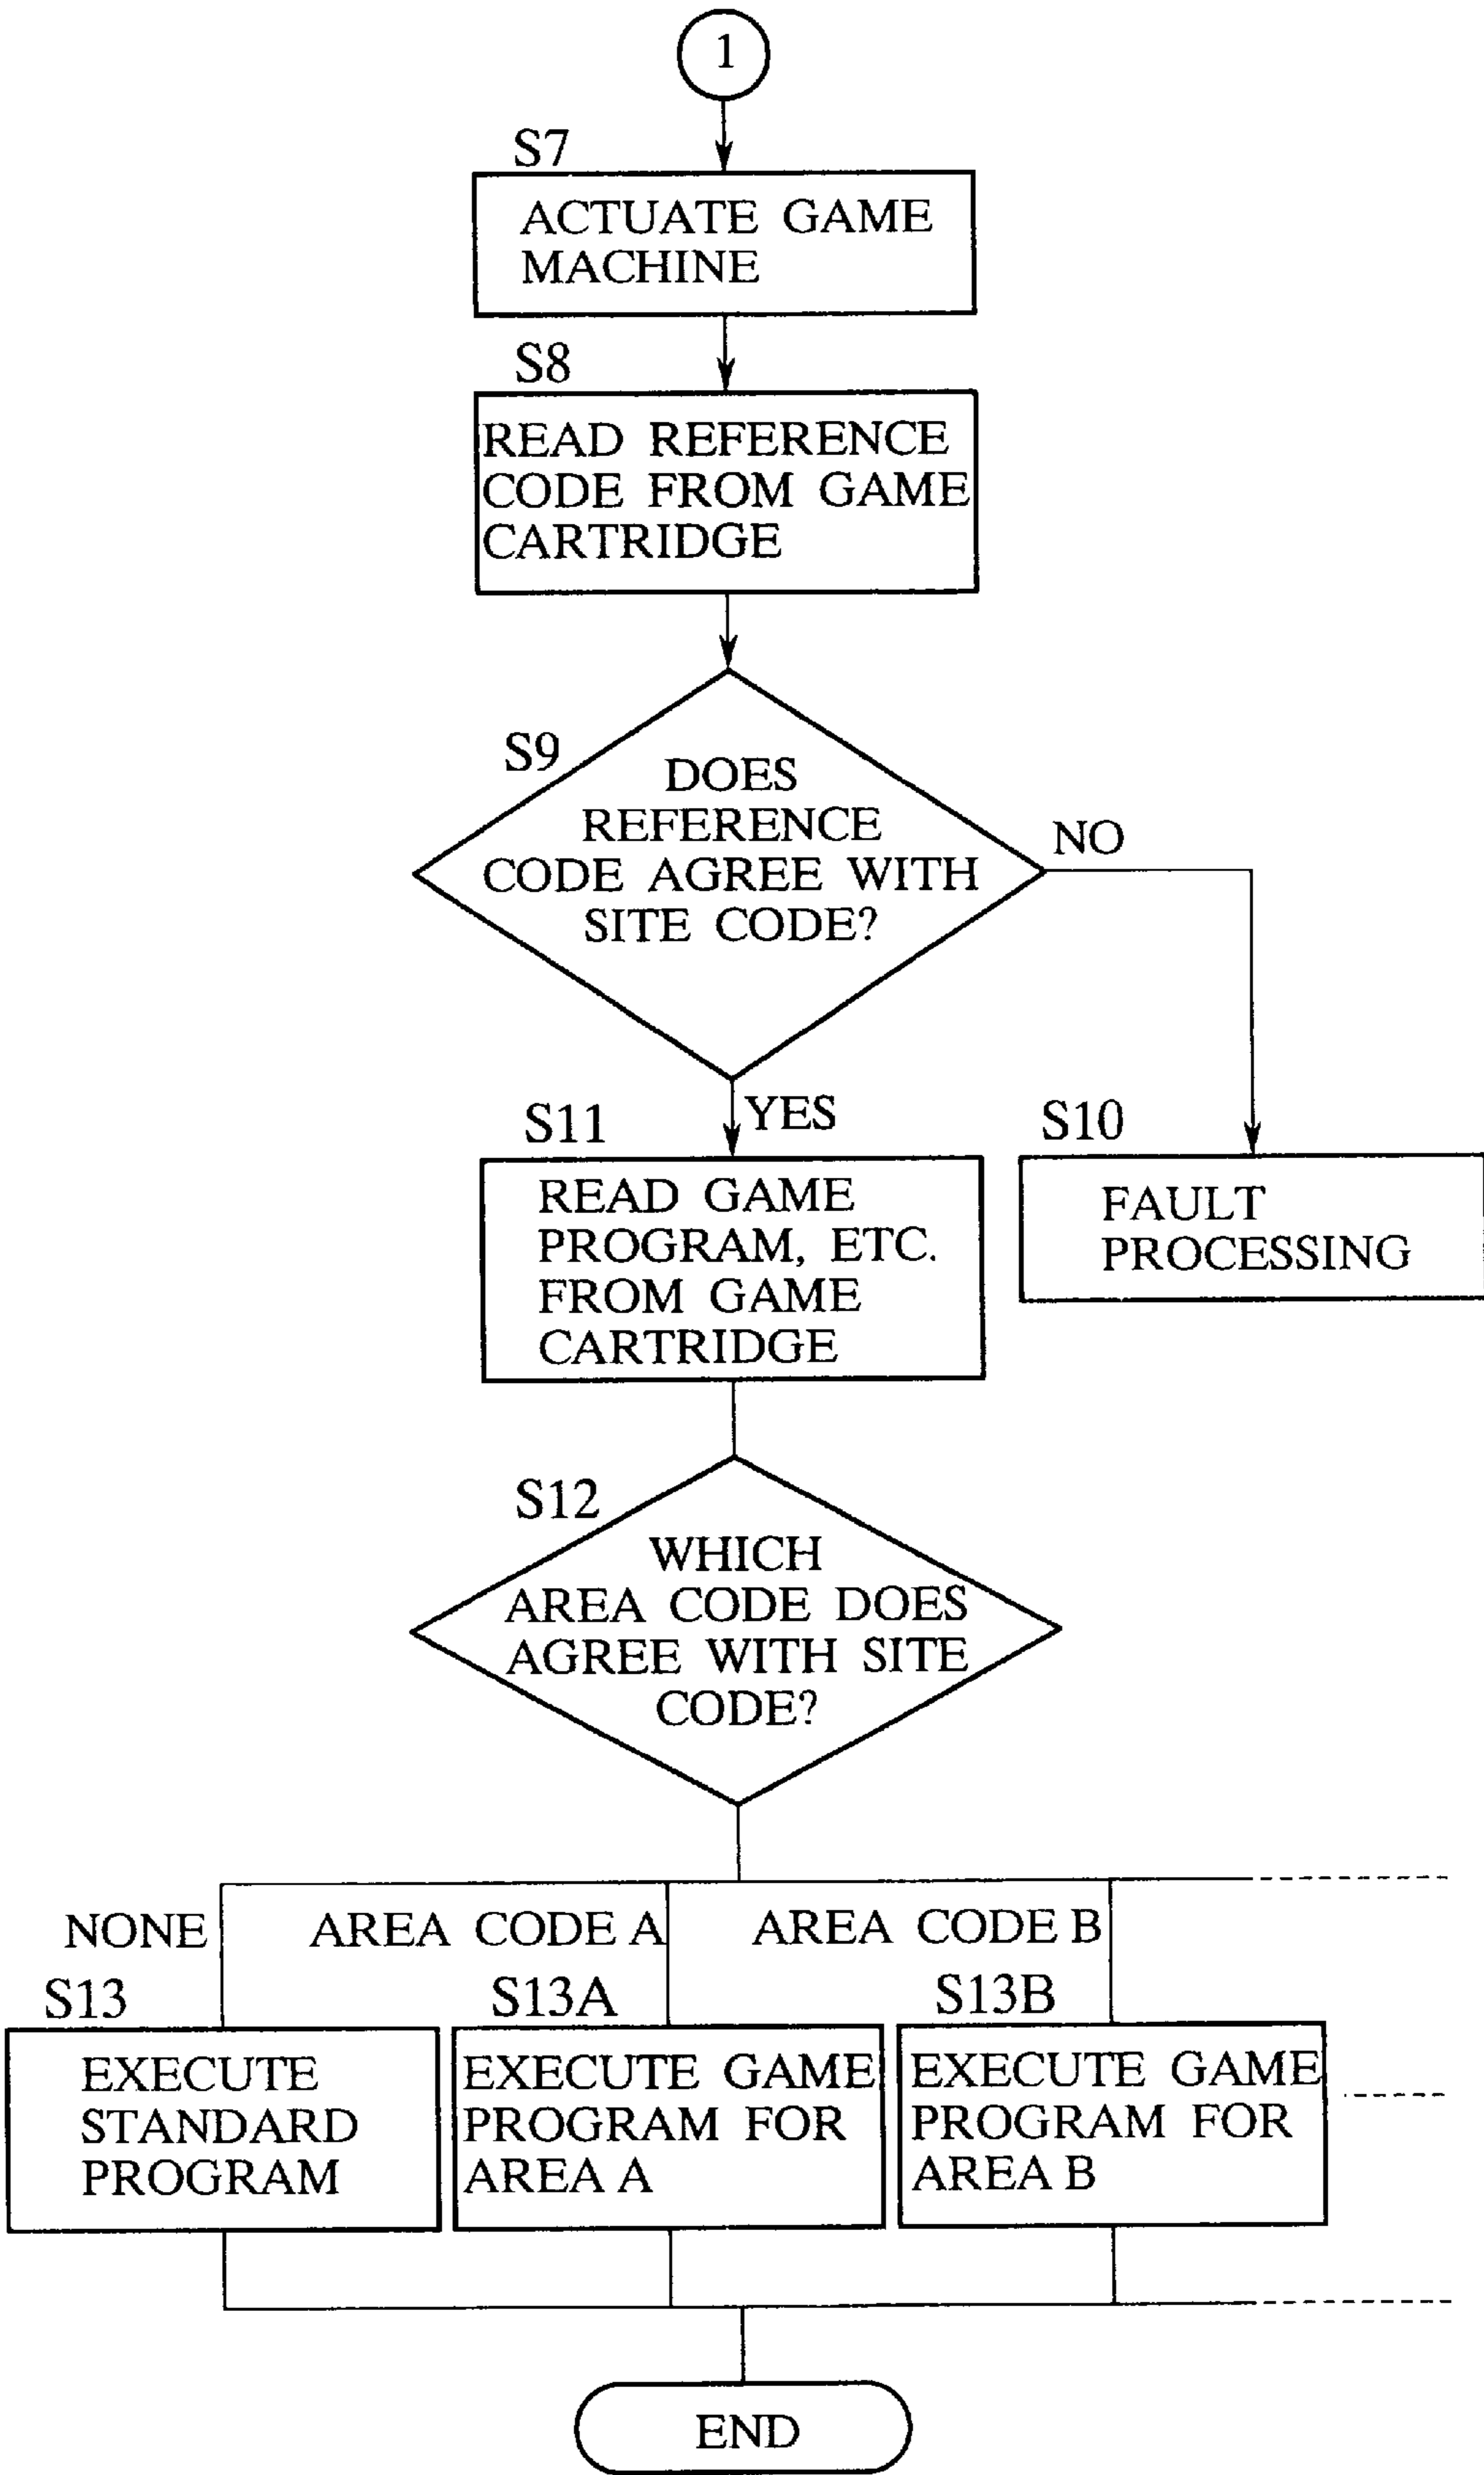 1
S7
ACTUATE GAME
MACHINE
S8
READ REFERENCE
CODE FROM GAME
CARTRIDGE
S9
DOES
REFERENCE
CODE AGREE WITH
SITE CODE?
NO
YES
S11
READ GAME
PROGRAM, ETC.
FROM GAME
CARTRIDGE
S10
FAULT
PROCESSING
S12
WHICH
AREA CODE DOES
AGREE WITH SITE
CODE?
NONE
S13
EXECUTE
STANDARD
PROGRAM
AREA CODE A
S13A
EXECUTE GAME
PROGRAM FOR
AREA A
AREA CODE B
S13B
EXECUTE GAME
PROGRAM FOR
AREA B
END